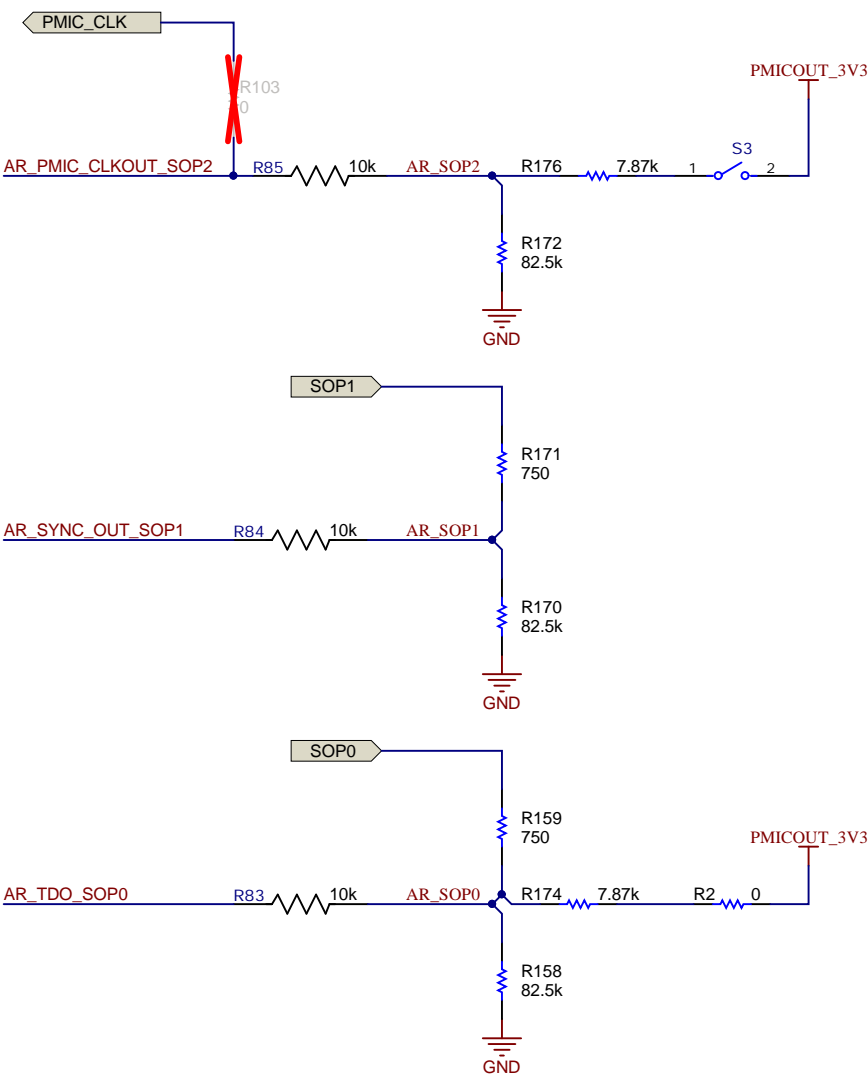 PMIC_CLK
R103
0
PMICOUT_3V3
AR_PMIC_CLKOUT_SOP2
R85
10k
AR_SOP2
R176
7.87k
1
S3
2
R172
82.5k
GND
SOP1
R171
750
AR_SYNC_OUT_SOP1
R84
10k
AR_SOP1
R170
82.5k
GND
SOP0
R159
750
PMICOUT_3V3
AR_TDO_SOP0
R83
10k
AR_SOP0
R174
7.87k
R2
0
R158
82.5k
GND